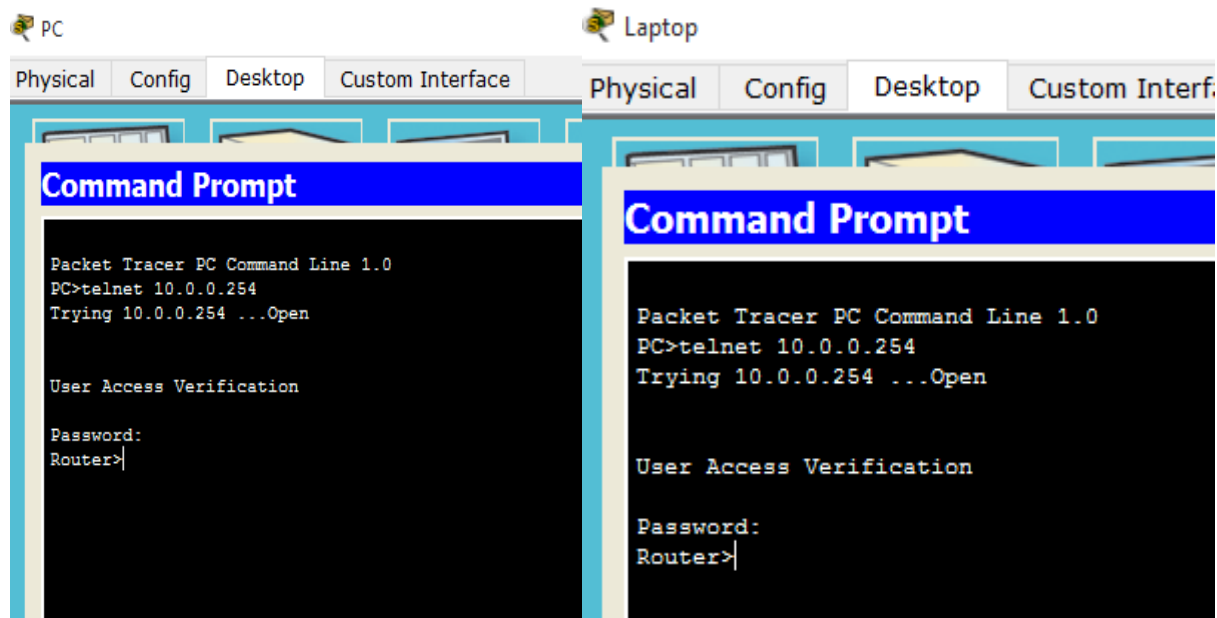 PC
Physical Config Desktop Custom Interface
Command Prompt
Packet Tracer PC Command Line 1.0
PC>telnet 10.0.0.254
Trying 10.0.0.254 ...Open
User Access Verification
Password:
Router>
Laptop
Physical Config Desktop Custom Interf
Command Prompt
Packet Tracer PC Command Line 1.0
PC>telnet 10.0.0.254
Trying 10.0.0.254 ...Open
User Access Verification
Password:
Router>